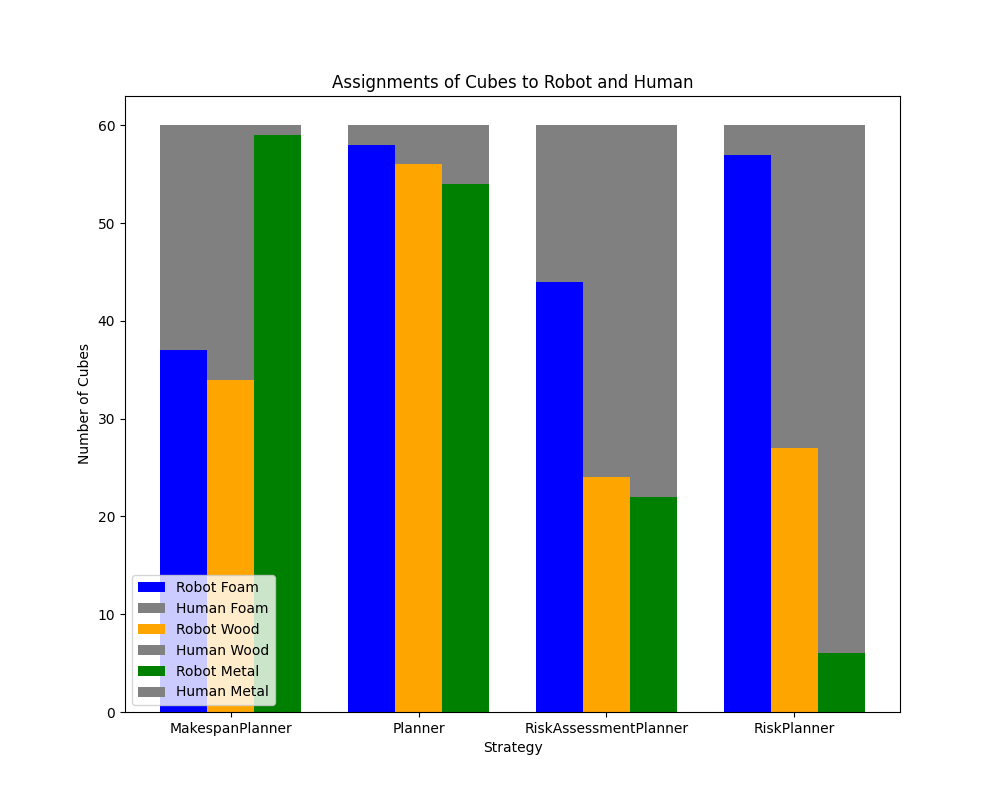 Assignments of Cubes to Robot and Human
Number of Cubes
60
50
40
30
20
10
0
Robot Foam
Human Foam
Robot Wood
Human Wood
Robot Metal
Human Metal
MakespanPlanner Planner RiskAssessmentPlanner RiskPlanner
Strategy